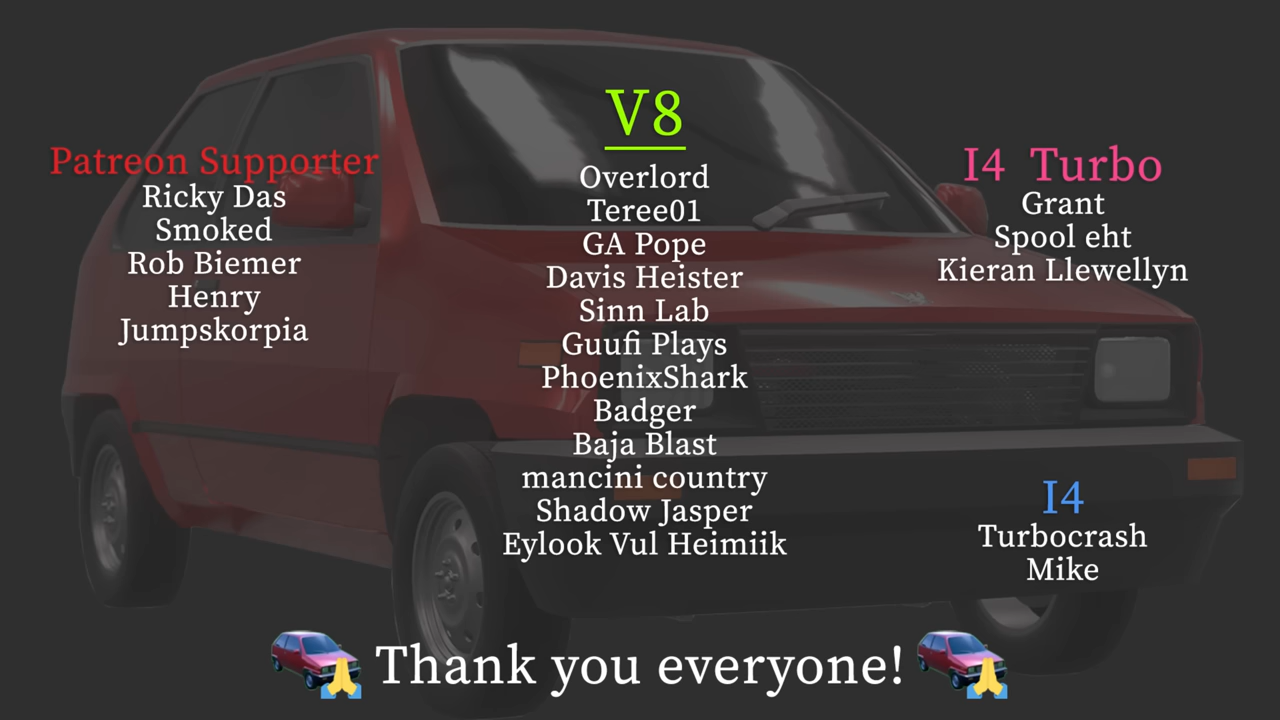 Patreon Supporter
Ricky Das
Smoked
Rob Biemer
Henry
Jumpskorpia
V8
Overlord
Teree01
GA Pope
Davis Heister
Sinn Lab
Guufi Plays
PhoenixShark
Badger
Baja Blast
mancini country
Shadow Jasper
Eylook Vul Heimiik
I4 Turbo
Grant
Spool eht
Kieran Llewellyn
I4
Turbocrash
Mike
Thank you everyone!